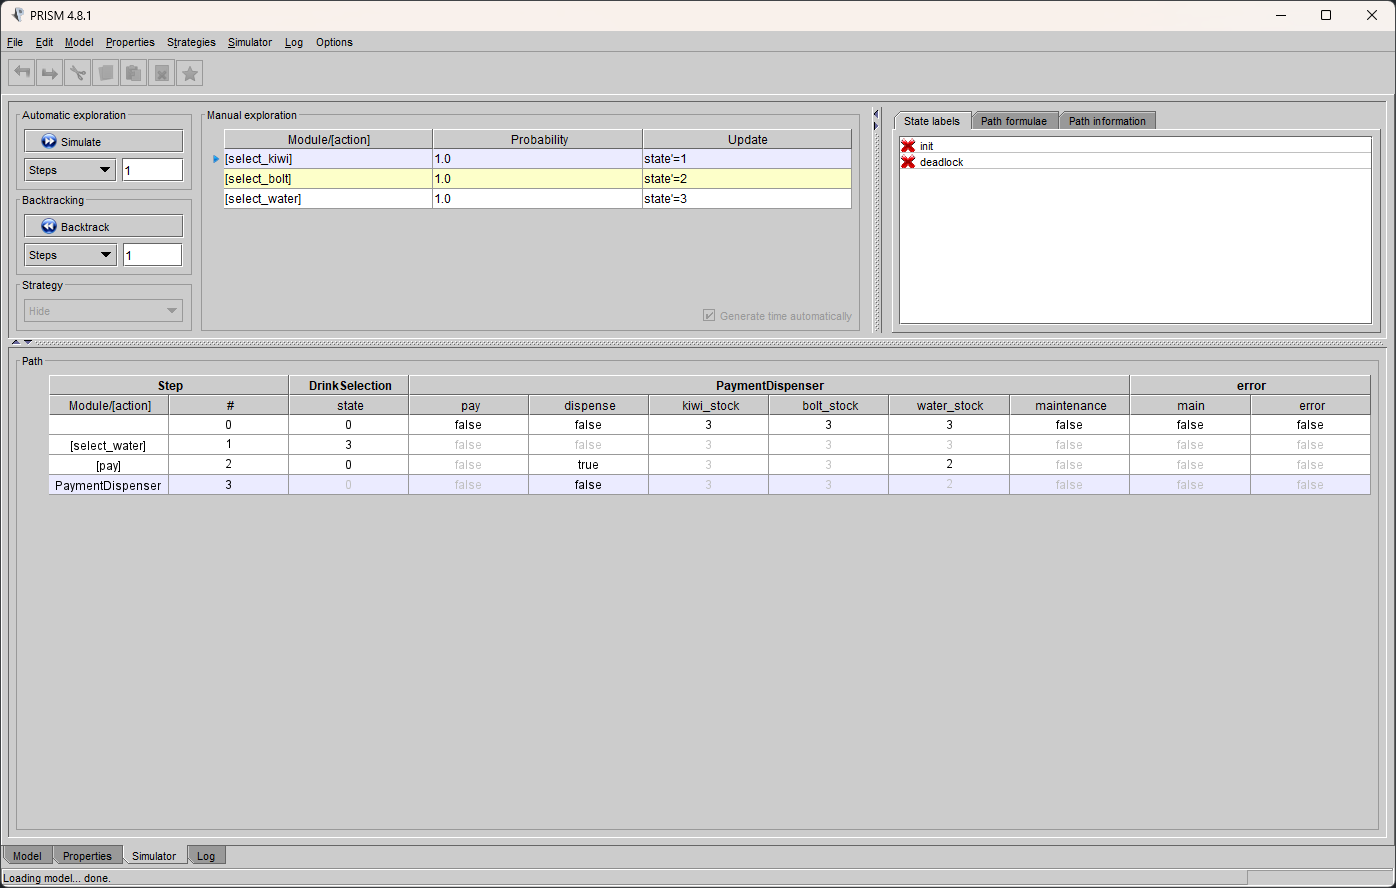 PRISM 4.8.1
File Edit Model Properties Strategies Simulator Log Options
Automatic exploration
Simulate
Steps 1
Backtracking
Backtrack
Steps 1
Strategy
Hide
Manual exploration
Module/[action] Probability Update
[select_kiwi] 1.0 state'=1
[select_bolt] 1.0 state'=2
[select_water] 1.0 state'=3
Generate time automatically
State labels Path formulae Path information
init
deadlock
Path
Step DrinkSelection PaymentDispenser error
Module/[action] # state pay dispense kiwi_stock bolt_stock water_stock maintenance main error
0 0 false false 3 3 3 false false false
[select_water] 1 3 false false 3 3 3 false false false
[pay] 2 0 false true 3 3 2 false false false
PaymentDispenser 3 0 false false 3 3 2 false false false
Model Properties Simulator Log
Loading model... done.